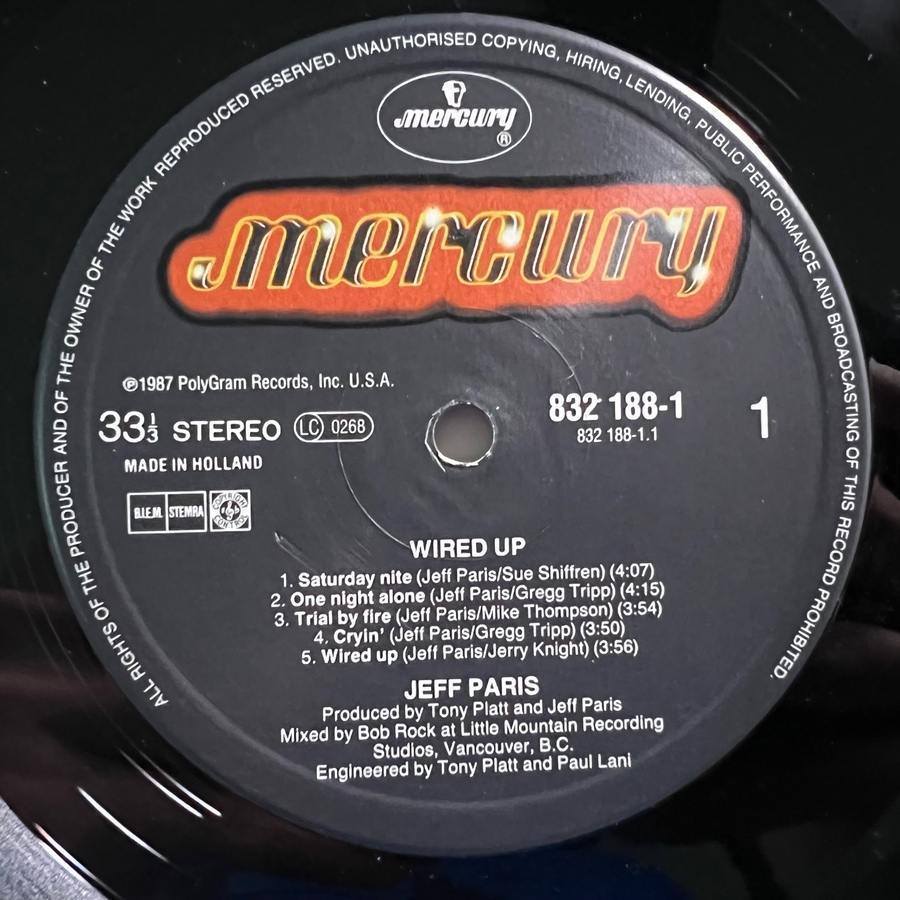 ALL RIGHTS OF THE PRODUCER AND OF THE OWNER OF THE WORK REPRODUCED RESERVED. UNAUTHORISED COPYING, HIRING, LENDING, PUBLIC PERFORMANCE AND BROADCASTING OF THIS RECORD PROHIBITED.
mercury
®
mercury
℗1987 PolyGram Records, Inc. U.S.A.
33⅓ STEREO LC 0268
832 188-1 1
832 188-1.1
MADE IN HOLLAND
B.I.E.M. STEMRA COPYRIGHT CONTROL
WIRED UP
1. Saturday nite (Jeff Paris/Sue Shiffren) (4:07)
2. One night alone (Jeff Paris/Gregg Tripp) (4:15)
3. Trial by fire (Jeff Paris/Mike Thompson) (3:54)
4. Cryin' (Jeff Paris/Gregg Tripp) (3:50)
5. Wired up (Jeff Paris/Jerry Knight) (3:56)
JEFF PARIS
Produced by Tony Platt and Jeff Paris
Mixed by Bob Rock at Little Mountain Recording
Studios, Vancouver, B.C.
Engineered by Tony Platt and Paul Lani